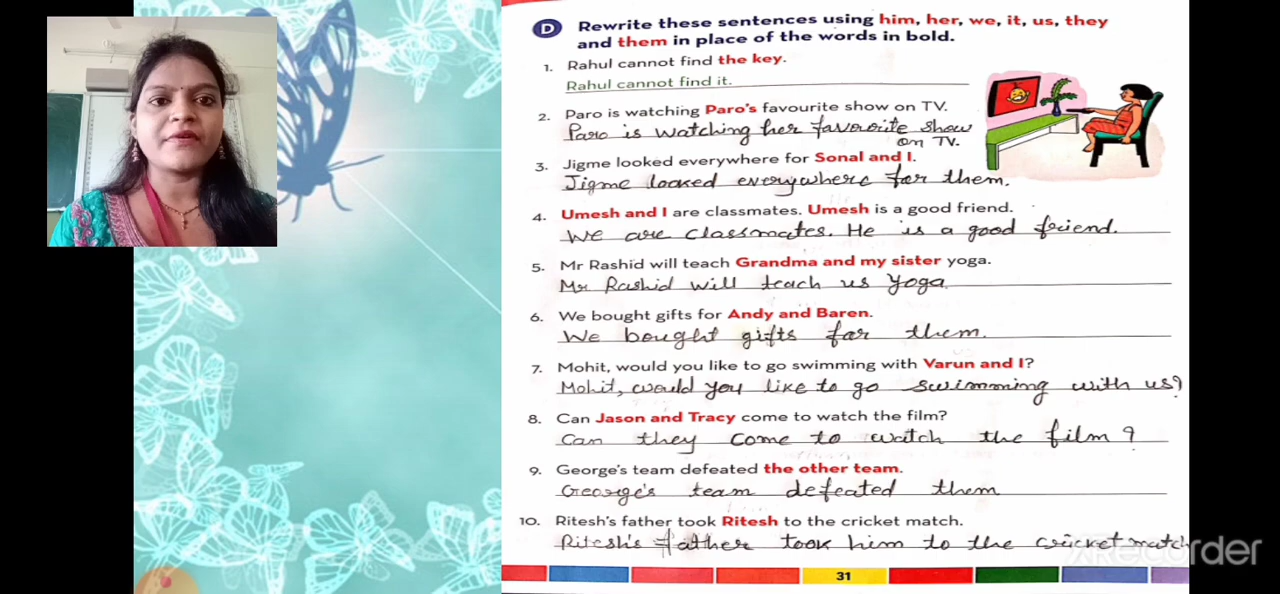 D Rewrite these sentences using him, her, we, it, us, they
and them in place of the words in bold.
1. Rahul cannot find the key.
Rahul cannot find it.
2. Paro is watching Paro's favourite show on TV.
Paro is watching her favorite show
on TV.
3. Jigme looked everywhere for Sonal and I.
Jigme looked everywhere for them.
4. Umesh and I are classmates. Umesh is a good friend.
We are classmates. He is a good friend.
5. Mr Rashid will teach Grandma and my sister yoga.
Mr Rashid will teach us Yoga.
6. We bought gifts for Andy and Baren.
We bought gifts for them.
7. Mohit, would you like to go swimming with Varun and I?
Mohit, would you like to go swimming with us?
8. Can Jason and Tracy come to watch the film?
Can they come to watch the film?
9. George's team defeated the other team.
George's team defeated them
10. Ritesh's father took Ritesh to the cricket match.
Ritesh's father took him to the cricket match
XRecorder
31